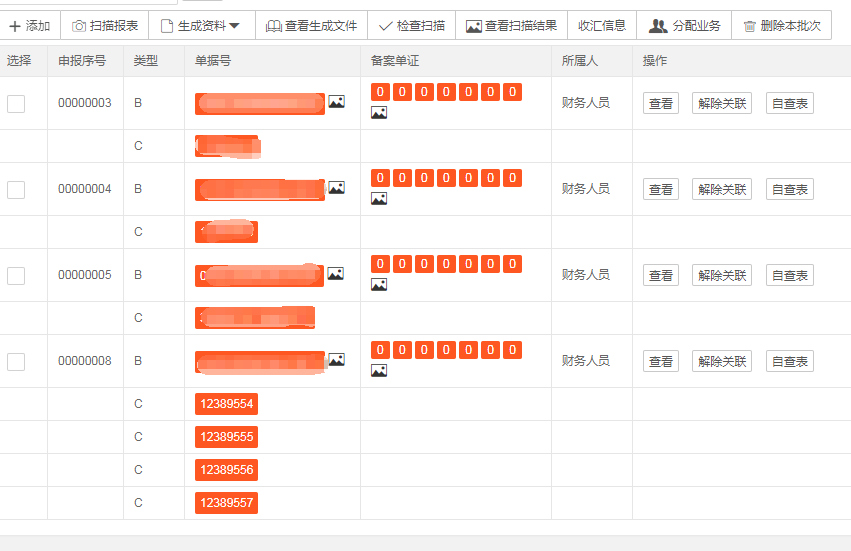 添加 扫描报表 生成资料 查看生成文件 检查扫描 查看扫描结果 收汇信息 分配业务 删除本批次
选择 申报序号 类型 单据号 备案单证 所属人 操作
00000003 B 0 0 0 0 0 0 0 财务人员 查看 解除关联 自查表
C
00000004 B 0 0 0 0 0 0 0 财务人员 查看 解除关联 自查表
C
00000005 B 0 0 0 0 0 0 0 财务人员 查看 解除关联 自查表
C
00000008 B 0 0 0 0 0 0 0 财务人员 查看 解除关联 自查表
C 12389554
C 12389555
C 12389556
C 12389557